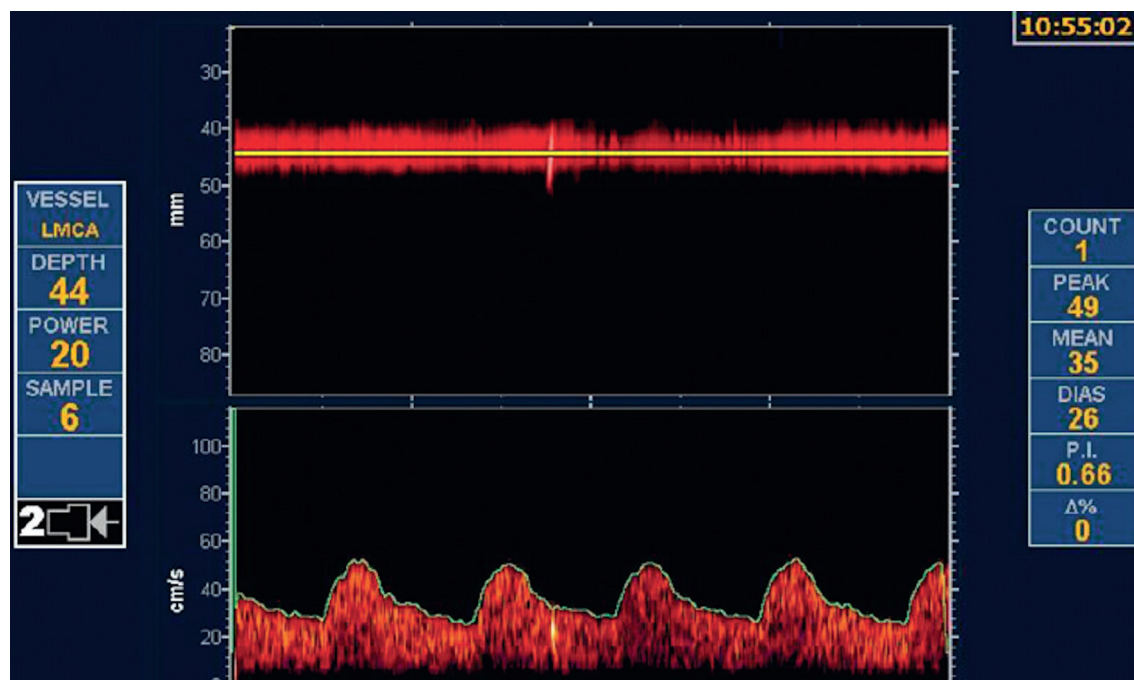 10:55:02
30
40
50
60
70
80
mm
VESSEL
LMCA
DEPTH
44
POWER
20
SAMPLE
6
2
COUNT
1
PEAK
49
MEAN
35
DIAS
26
P.I.
0.66
Δ%
0
100
80
60
40
20
cm/s